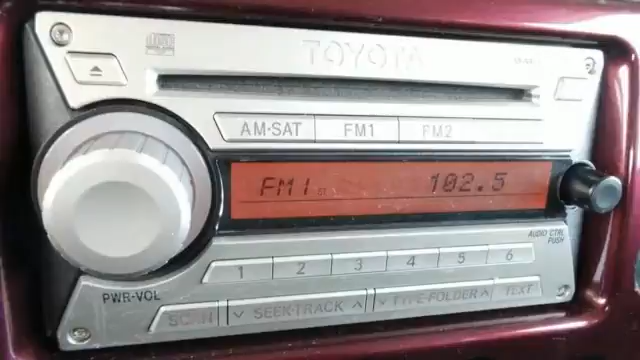 TOYOTA
AM·SAT FM1 FM2
FM1 ST 102.5
AUDIO CTRL
PUSH
1 2 3 4 5 6
PWR·VOL
SCAN ∨ SEEK·TRACK ∧ ∨ TYPE·FOLDER ∧ TEXT